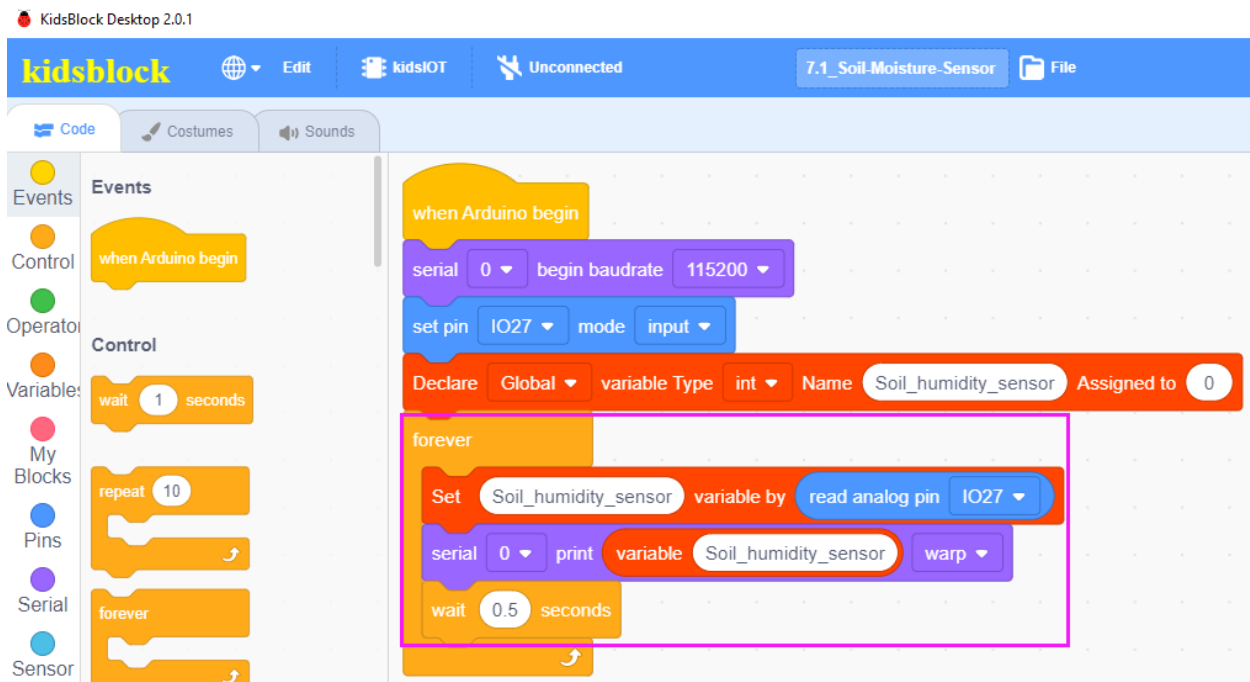 KidsBlock Desktop 2.0.1
kidsblock Edit kidsIOT Unconnected 7.1_Soil-Moisture-Sensor File
Code Costumes Sounds
Events
Control
Operator
Variables
My
Blocks
Pins
Serial
Sensor
Events
when Arduino begin
Control
wait 1 seconds
repeat 10
forever
when Arduino begin
serial 0 begin baudrate 115200
set pin IO27 mode input
Declare Global variable Type int Name Soil_humidity_sensor Assigned to 0
forever
Set Soil_humidity_sensor variable by read analog pin IO27
serial 0 print variable Soil_humidity_sensor warp
wait 0.5 seconds